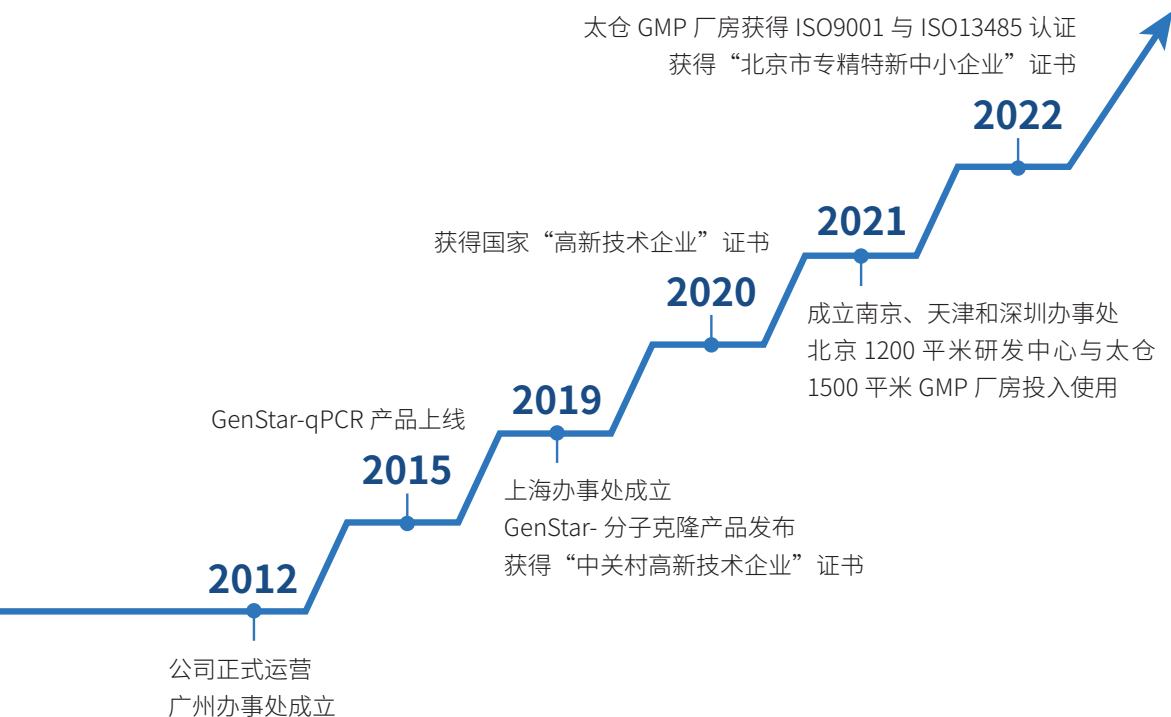 太仓 GMP 厂房获得 ISO9001 与 ISO13485 认证
获得“北京市专精特新中小企业”证书
2022
2021
获得国家“高新技术企业”证书
2020
成立南京、天津和深圳办事处
北京 1200 平米研发中心与太仓
1500 平米 GMP 厂房投入使用
2019
GenStar-qPCR 产品上线
2015
上海办事处成立
GenStar- 分子克隆产品发布
获得“中关村高新技术企业”证书
2012
公司正式运营
广州办事处成立